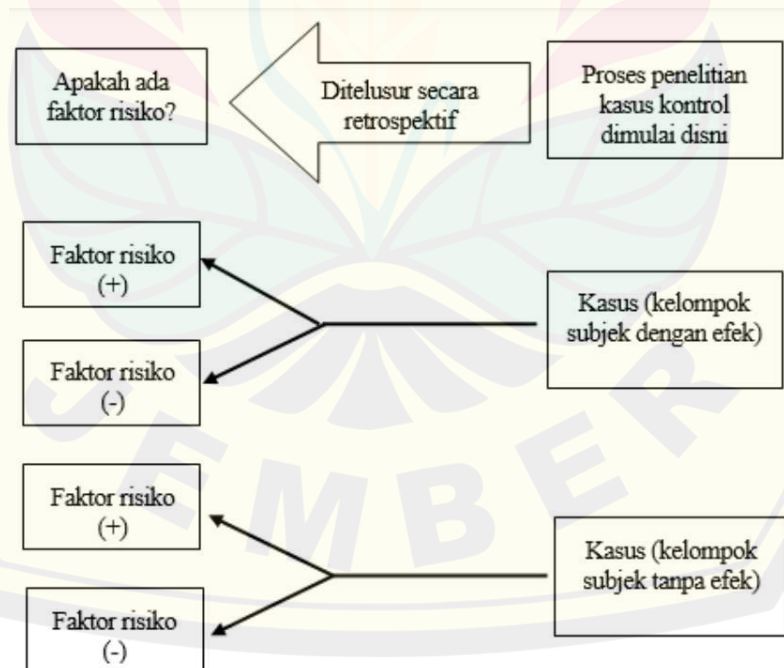 Apakah ada
faktor risiko?
Ditelusur secara
retrospektif
Proses penelitian
kasus kontrol
dimulai disni
Faktor risiko
(+)
Faktor risiko
(-)
Kasus (kelompok
subjek dengan efek)
Faktor risiko
(+)
Faktor risiko
(-)
Kasus (kelompok
subjek tanpa efek)
JEMBER